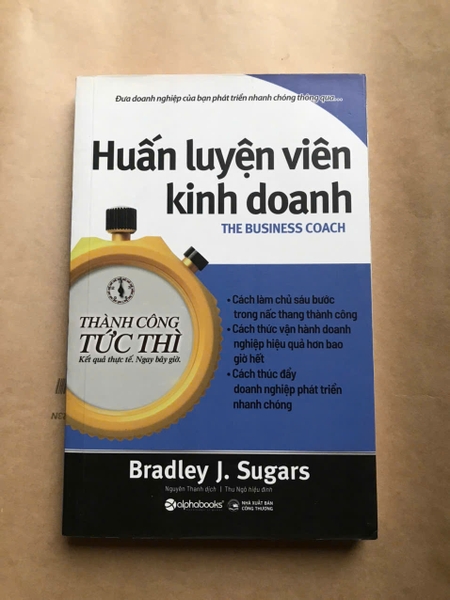 Đưa doanh nghiệp của bạn phát triển nhanh chóng thông qua...
Huấn luyện viên
kinh doanh
THE BUSINESS COACH
THÀNH CÔNG
TỨC THÌ
Kết quả thực tế. Ngay bây giờ.
• Cách làm chủ sáu bước
trong nấc thang thành công
• Cách thức vận hành doanh
nghiệp hiệu quả hơn bao
giờ hết
• Cách thúc đẩy
doanh nghiệp phát triển
nhanh chóng
Bradley J. Sugars
Nguyên Thanh dịch | Thu Ngô hiệu đính
alphabooks
NHÀ XUẤT BẢN
CÔNG THƯƠNG